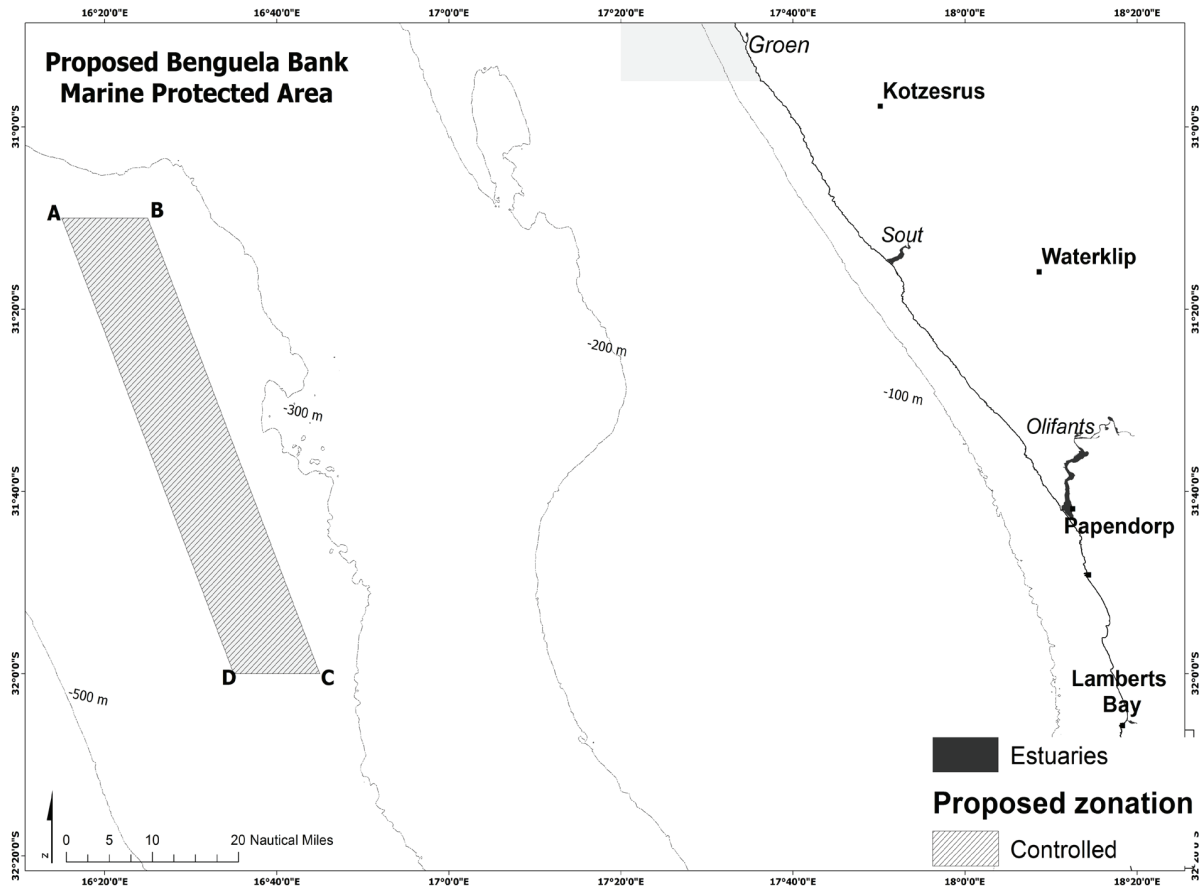 16°20'0"E 16°40'0"E 17°0'0"E 17°20'0"E 17°40'0"E 18°0'0"E 18°20'0"E
Proposed Benguela Bank
Marine Protected Area
Groen
Kotzesrus
31°0'0"S 31°0'0"S
A B
Sout
Waterklip
31°20'0"S 31°20'0"S
-200 m
-100 m
-300 m
Olifants
31°40'0"S 31°40'0"S
Papendorp
D C
32°0'0"S 32°0'0"S
Lamberts
Bay
-500 m
Estuaries
Proposed zonation
Controlled
N
0 5 10 20 Nautical Miles
32°20'0"S
16°20'0"E 16°40'0"E 17°0'0"E 17°20'0"E 17°40'0"E 18°0'0"E 18°20'0"E